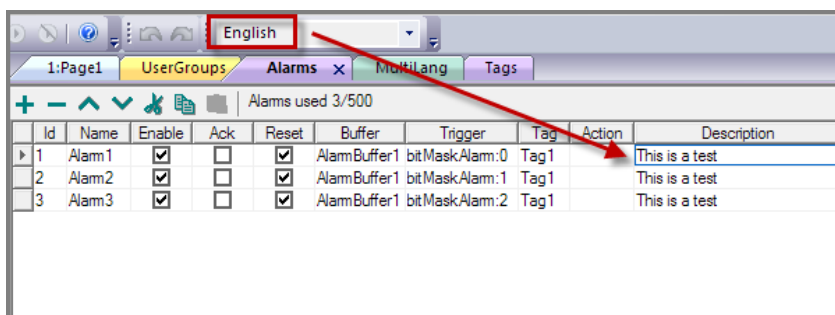 English
1:Page1 UserGroups Alarms x MultiLang Tags
Alarms used 3/500
Id Name Enable Ack Reset Buffer Trigger Tag Action Description
1 Alarm1 AlarmBuffer1 bitMaskAlarm:0 Tag1 This is a test
2 Alarm2 AlarmBuffer1 bitMaskAlarm:1 Tag1 This is a test
3 Alarm3 AlarmBuffer1 bitMaskAlarm:2 Tag1 This is a test